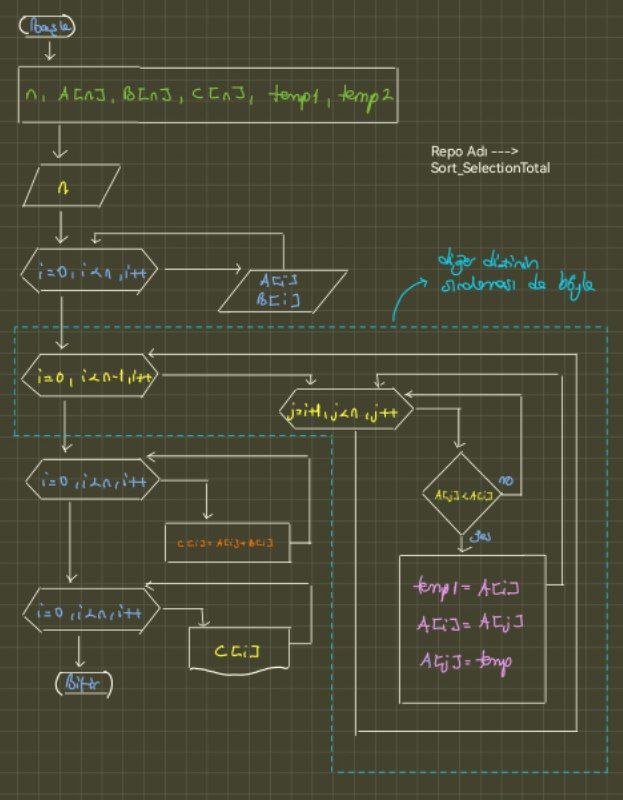 Başla
n, A[n], B[n], C[n], temp1, temp2
Repo Adı --->
Sort_SelectionTotal
n
i=0, i<n, i++
A[i]
B[i]
diğer dizinin
sıralaması da böyle
i=0, i<n-1, i++
j=i+1, j<n, j++
A[j]<A[i]
no
yes
i=0, i<n, i++
C[i]=A[i]+B[i]
temp1 = A[i]
A[i] = A[j]
A[j] = temp
i=0, i<n, i++
C[i]
Bitir